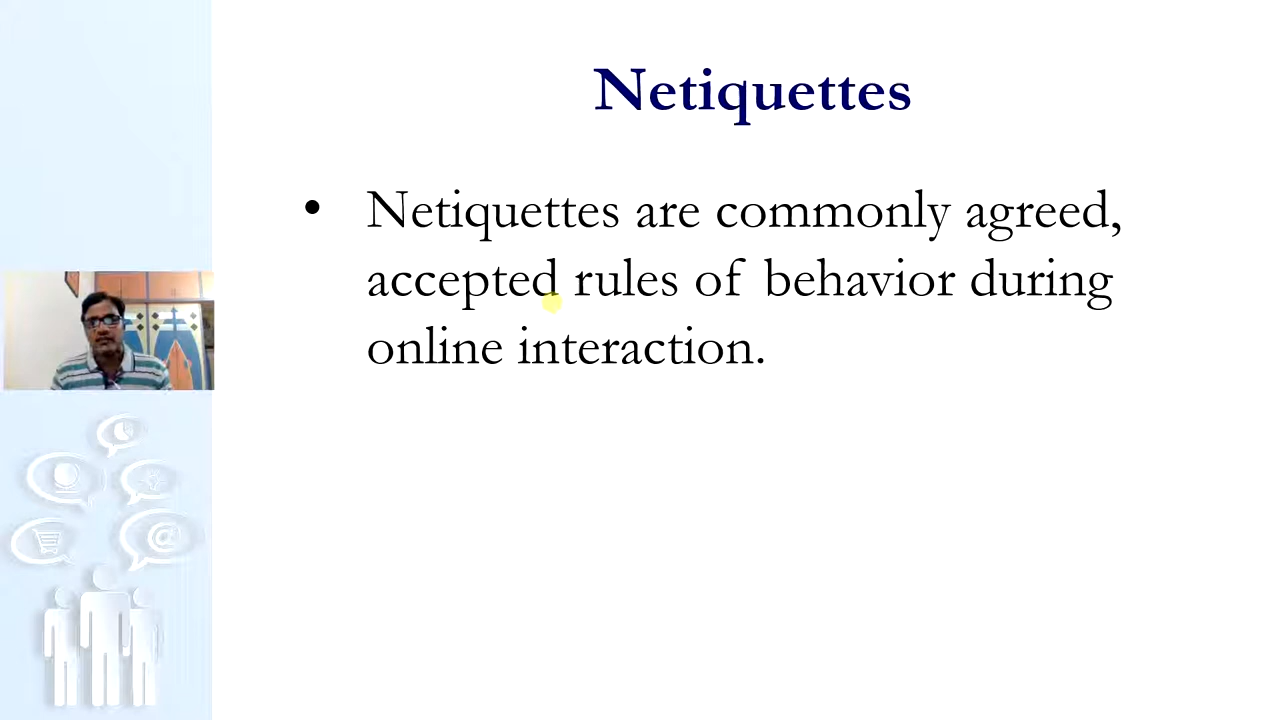 Netiquettes
• Netiquettes are commonly agreed,
accepted rules of behavior during
online interaction.
@